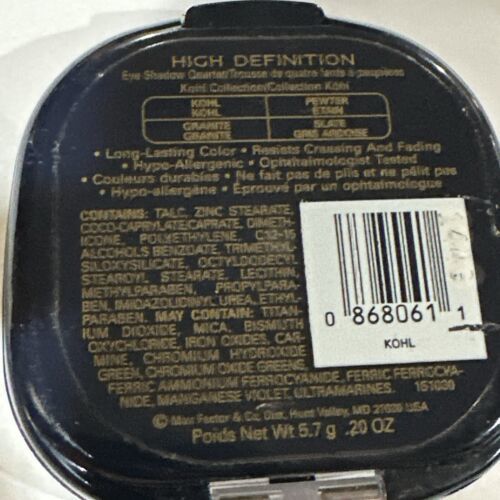 HIGH DEFINITION
Eye Shadow Quartet/Trousse de quatre fards à paupières
Kohl Collection/Collection Köhl
KOHL PEWTER
KOHL ETAIN
GRANITE SLATE
GRANITE GRIS ARDOISE
• Long-Lasting Color • Resists Creasing And Fading
• Hypo-Allergenic • Ophthalmologist Tested
• Couleurs durables • Ne fait pas de plis et ne pâlit pas
• Hypo-allergène • Éprouvé par un ophtalmologue
CONTAINS: TALC, ZINC STEARATE,
COCO-CAPRYLATE/CAPRATE, DIMETH-
ICONE, POLYETHYLENE, C12-15
ALCOHOLS BENZOATE, TRIMETHYL-
SILOXYSILICATE, OCTYLDODECYL
STEAROYL STEARATE, LECITHIN,
METHYLPARABEN, PROPYLPARA-
BEN, IMIDAZOLIDINYL UREA, ETHYL-
PARABEN. MAY CONTAIN: TITAN-
IUM DIOXIDE, MICA, BISMUTH
OXYCHLORIDE, IRON OXIDES, CAR-
MINE, CHROMIUM HYDROXIDE
GREEN, CHROMIUM OXIDE GREENS,
FERRIC AMMONIUM FERROCYANIDE, FERRIC FERROCYA-
NIDE, MANGANESE VIOLET, ULTRAMARINES. 151030
© Max Factor & Co. Dist. Hunt Valley, MD 21030 USA
Poids Net Wt 5.7 g .20 OZ
0 868061 1
KOHL